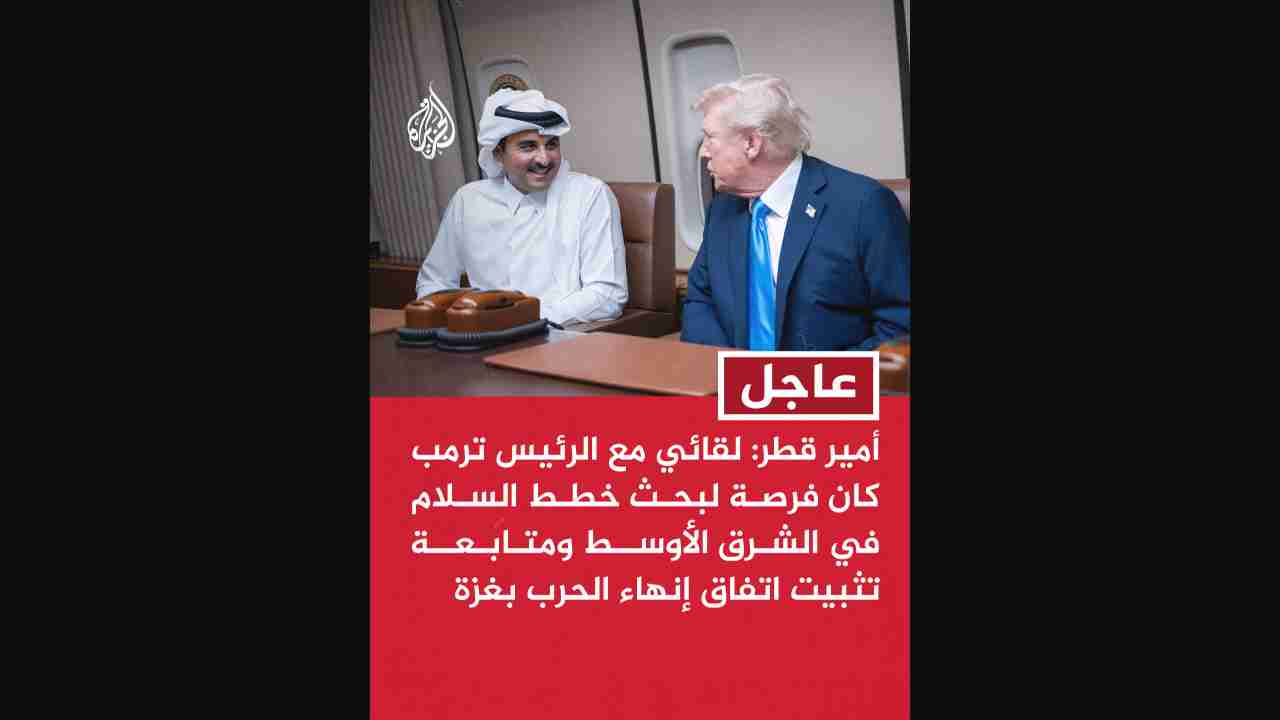 الجزيرة
عاجل
أمير قطر: لقائي مع الرئيس ترمب
كان فرصة لبحث خطط السلام
في الشرق الأوسط ومتابعة
تثبيت اتفاق إنهاء الحرب بغزة